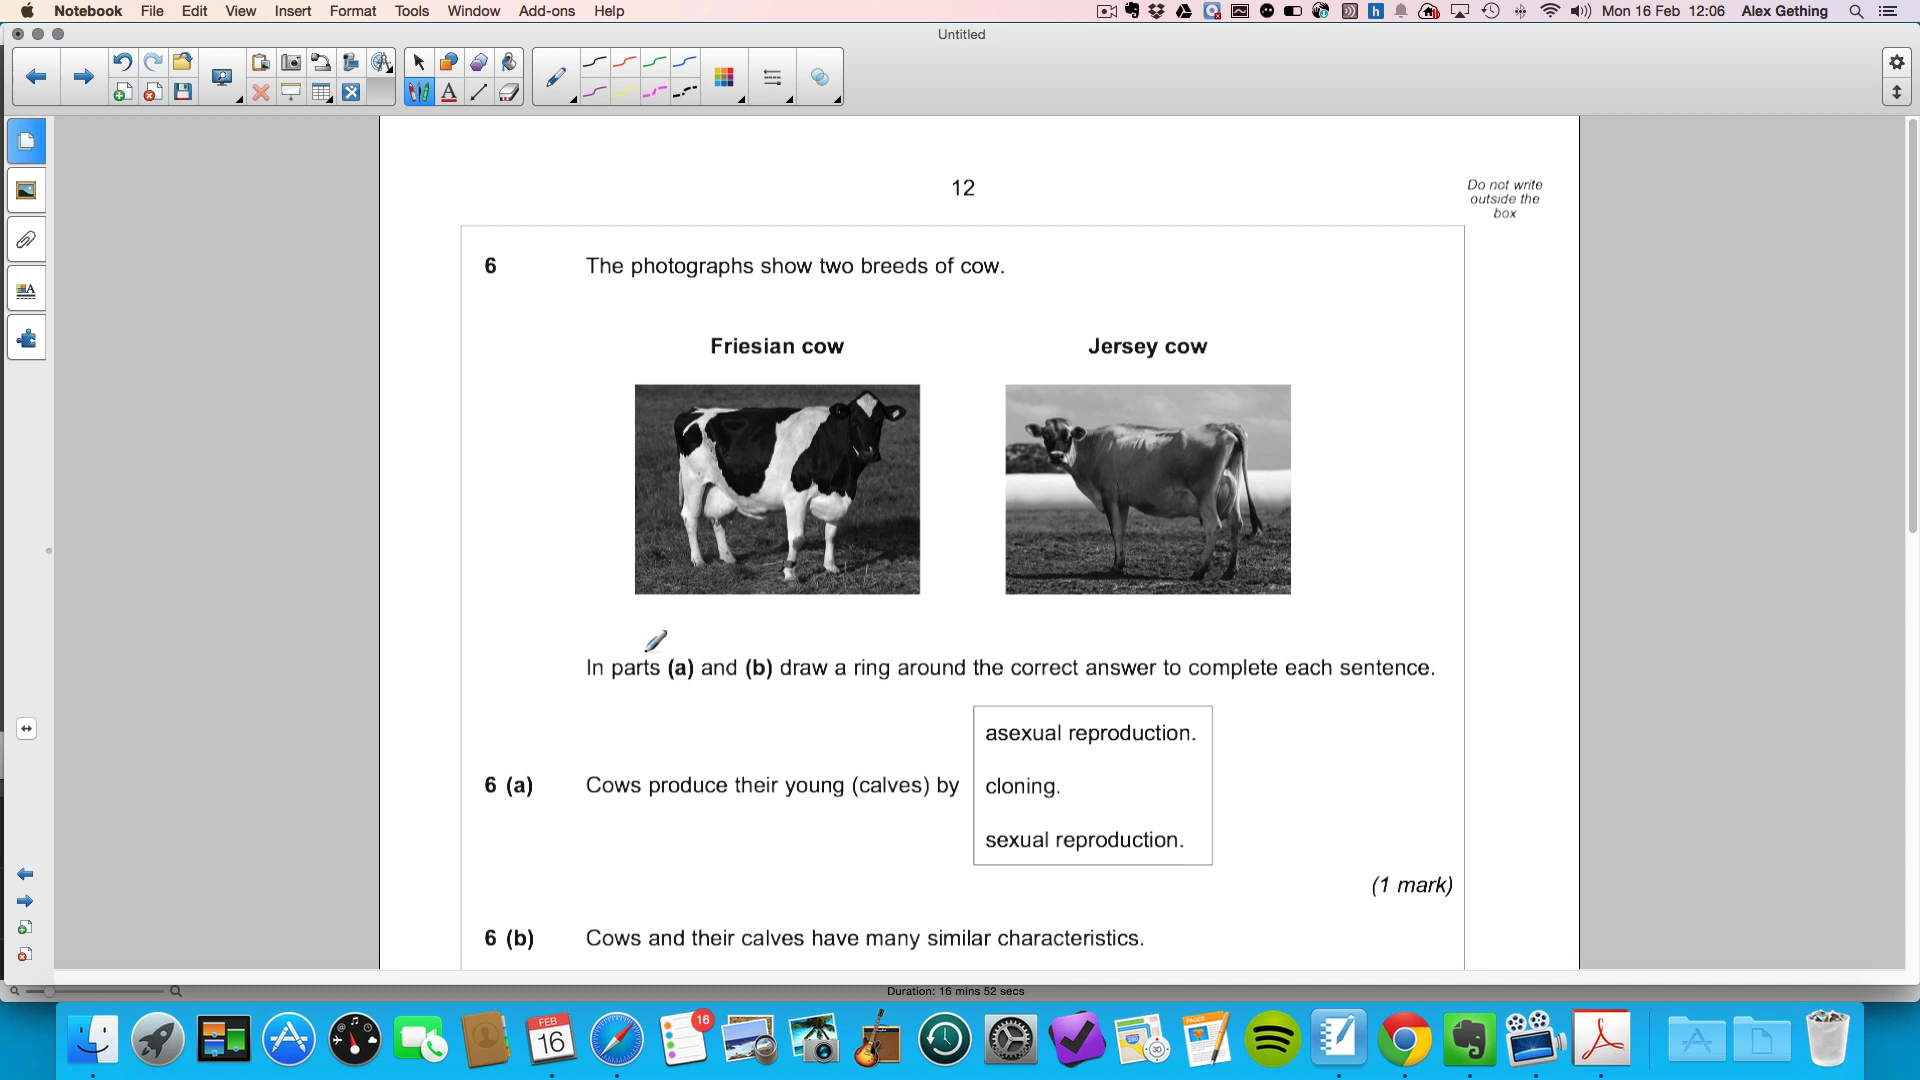 Notebook File Edit View Insert Format Tools Window Add-ons Help Mon 16 Feb 12:06 Alex Gething
Untitled
12
Do not write
outside the
box
6 The photographs show two breeds of cow.
Friesian cow Jersey cow
In parts (a) and (b) draw a ring around the correct answer to complete each sentence.
asexual reproduction.
6 (a) Cows produce their young (calves) by cloning.
sexual reproduction.
(1 mark)
6 (b) Cows and their calves have many similar characteristics.
Duration: 16 mins 52 secs
FEB
16
16
PAGES
3D